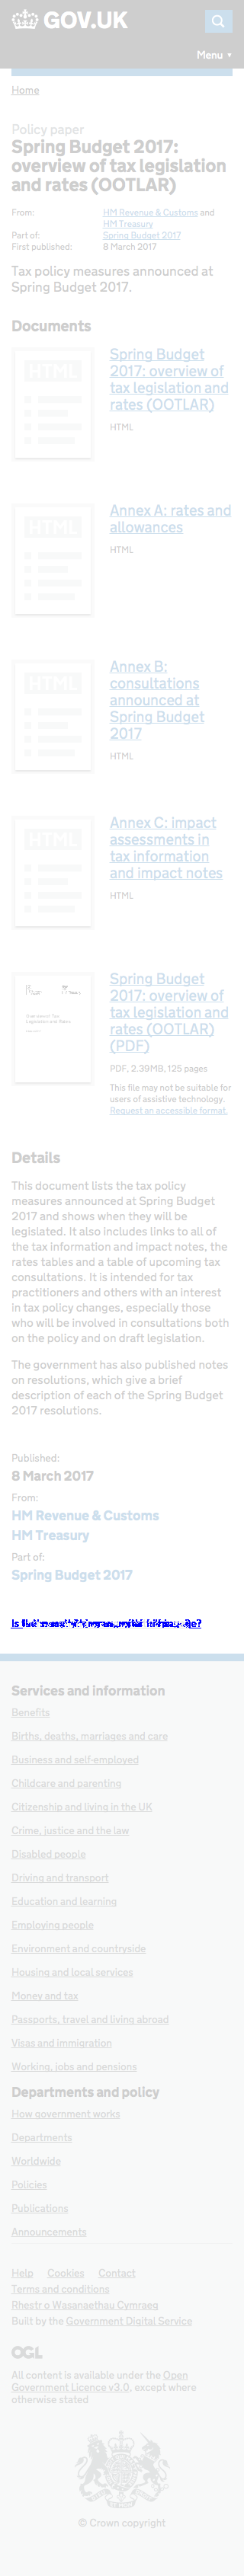 GOV.UK
Menu ▼
Home
Policy paper
Spring Budget 2017:
overview of tax legislation
and rates (OOTLAR)
From: HM Revenue & Customs and
HM Treasury
Part of: Spring Budget 2017
First published: 8 March 2017
Tax policy measures announced at
Spring Budget 2017.
Documents
HTML
Spring Budget
2017: overview of
tax legislation and
rates (OOTLAR)
HTML
HTML
Annex A: rates and
allowances
HTML
HTML
Annex B:
consultations
announced at
Spring Budget
2017
HTML
HTML
Annex C: impact
assessments in
tax information
and impact notes
HTML
Spring Budget
2017: overview of
tax legislation and
rates (OOTLAR)
(PDF)
PDF, 2.39MB, 125 pages
This file may not be suitable for
users of assistive technology.
Request an accessible format.
Details
This document lists the tax policy
measures announced at Spring Budget
2017 and shows when they will be
legislated. It also includes links to all of
the tax information and impact notes, the
rates tables and a table of upcoming tax
consultations. It is intended for tax
practitioners and others with an interest
in tax policy changes, especially those
who will be involved in consultations both
on the policy and on draft legislation.
The government has also published notes
on resolutions, which give a brief
description of each of the Spring Budget
2017 resolutions.
Published:
8 March 2017
From:
HM Revenue & Customs
HM Treasury
Part of:
Spring Budget 2017
Is
Services and information
Benefits
Births, deaths, marriages and care
Business and self-employed
Childcare and parenting
Citizenship and living in the UK
Crime, justice and the law
Disabled people
Driving and transport
Education and learning
Employing people
Environment and countryside
Housing and local services
Money and tax
Passports, travel and living abroad
Visas and immigration
Working, jobs and pensions
Departments and policy
How government works
Departments
Worldwide
Policies
Publications
Announcements
Help Cookies Contact
Terms and conditions
Rhestr o Wasanaethau Cymraeg
Built by the Government Digital Service
OGL
All content is available under the Open
Government Licence v3.0, except where
otherwise stated
© Crown copyright